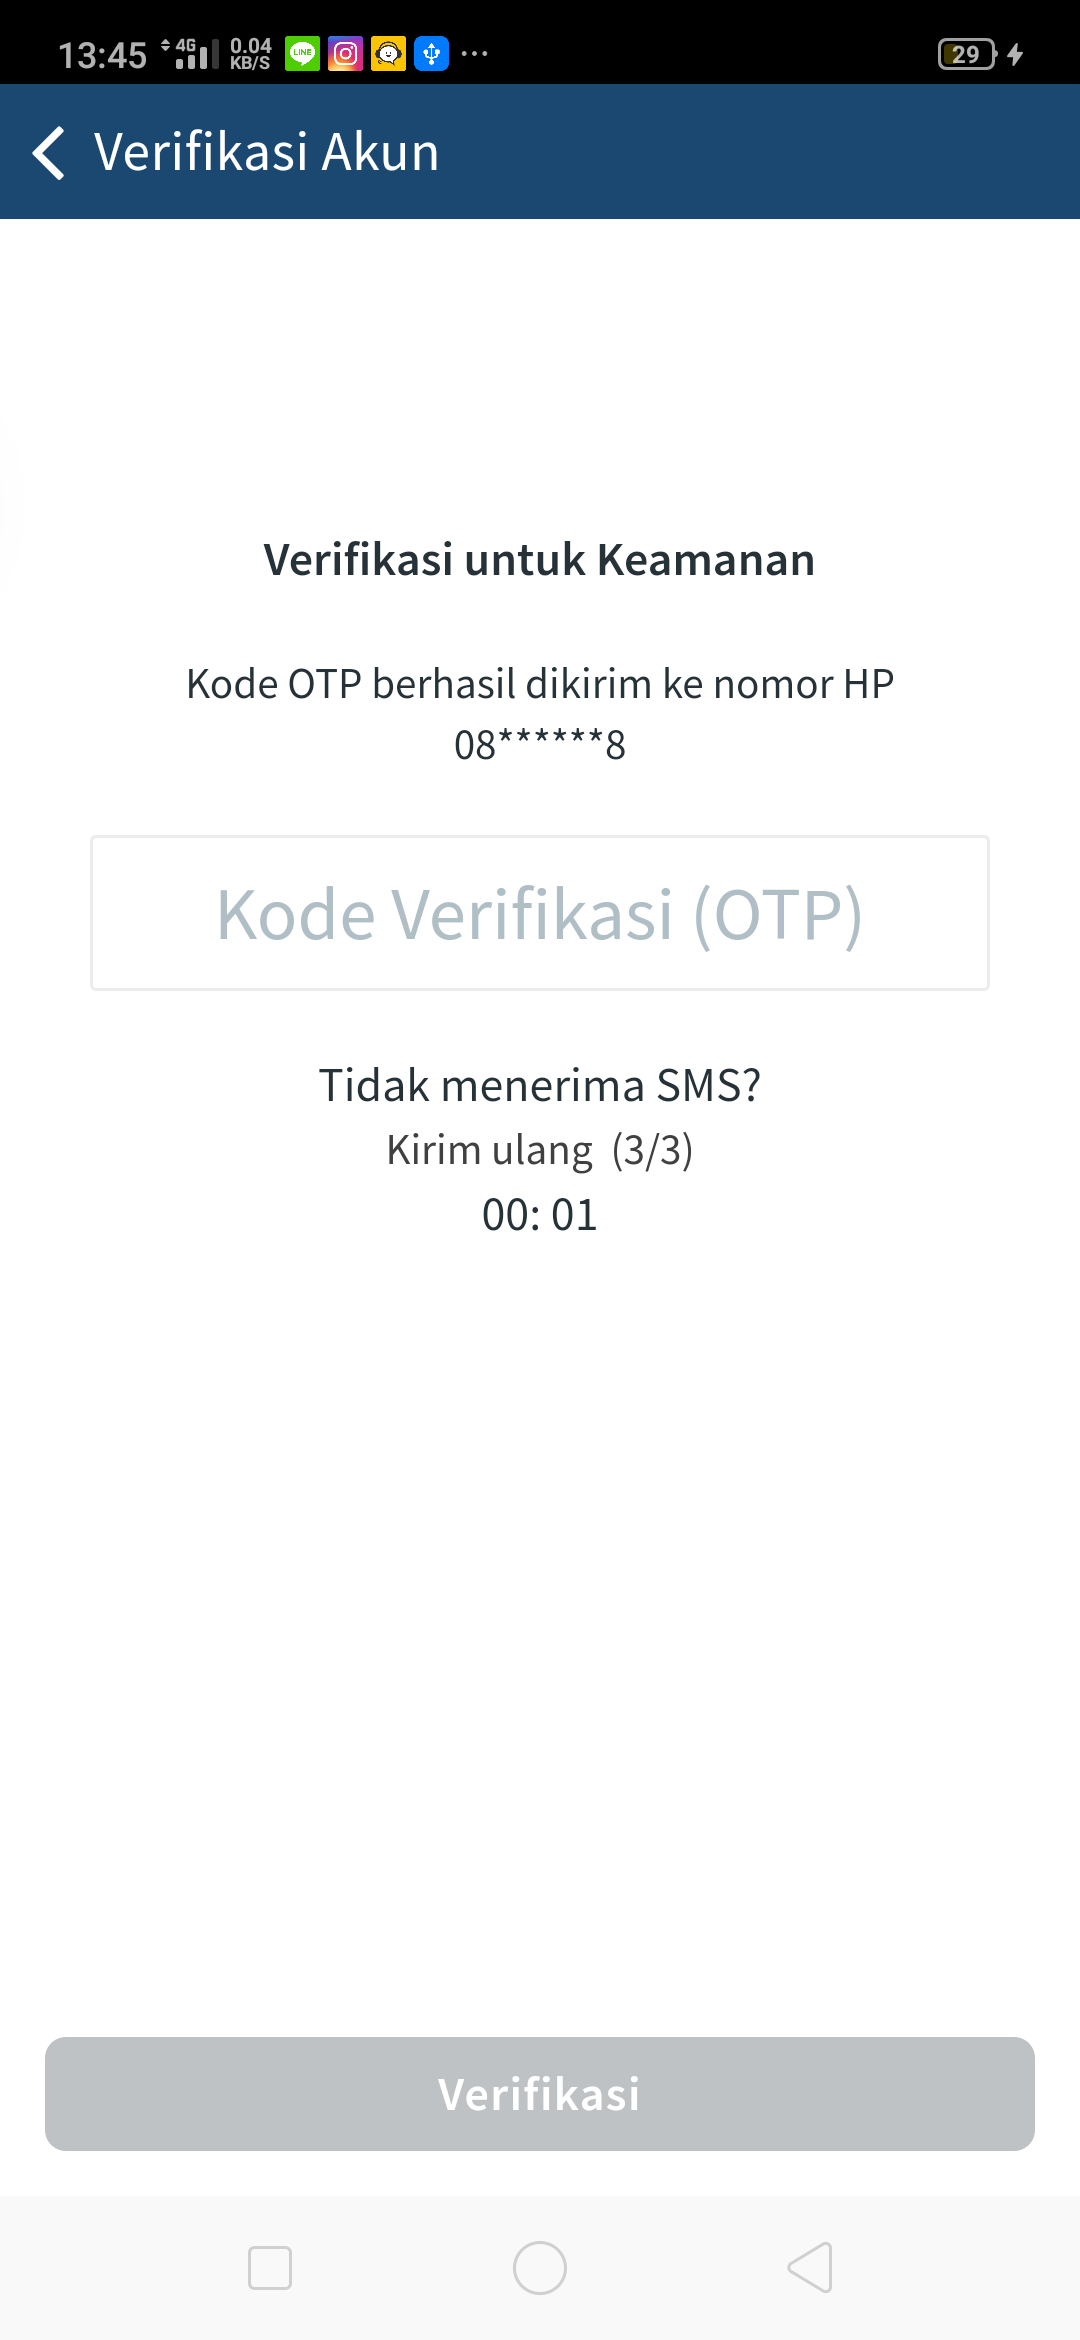 13:45 4G 0.04 KB/S LINE ... 29
Verifikasi Akun
Verifikasi untuk Keamanan
Kode OTP berhasil dikirim ke nomor HP
08******8
Kode Verifikasi (OTP)
Tidak menerima SMS?
Kirim ulang (3/3)
00: 01
Verifikasi